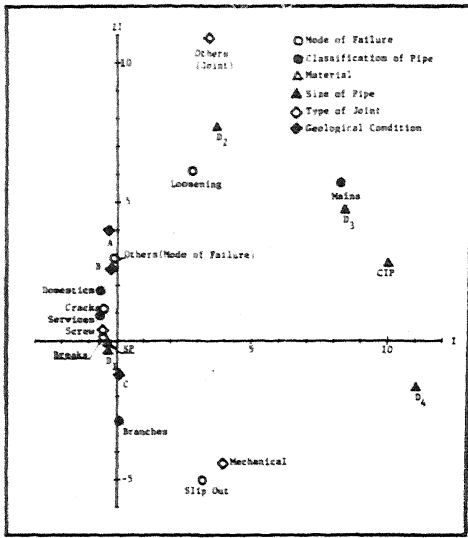 II
10
Others
(Joint)
Mode of Failure
Classification of Pipe
Material
Size of Pipe
Type of Joint
Geological Condition
D2
Loosening
Mains
D3
5
A
Others(Mode of Failure)
B
CIP
Domestics
Cracks
Services
Screw
5
10
I
Breaks
SP
D
D4
C
Branches
Mechanical
-5
Slip Out